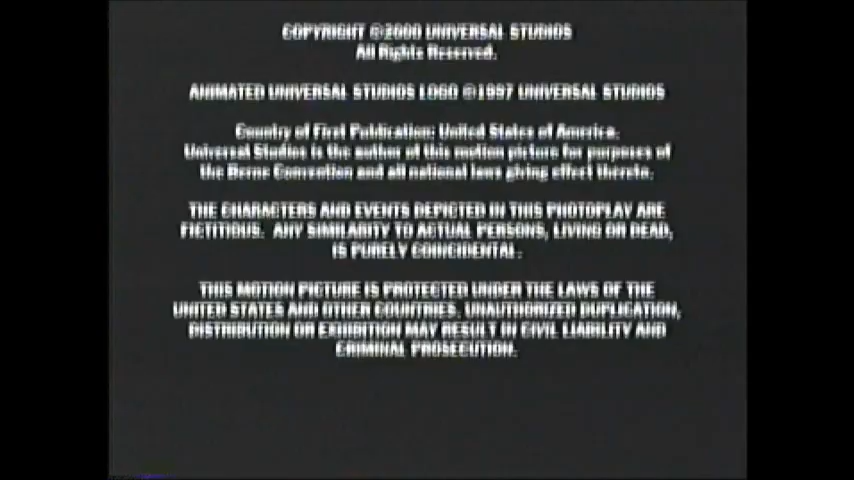 COPYRIGHT ©2000 UNIVERSAL STUDIOS
All Rights Reserved.
ANIMATED UNIVERSAL STUDIOS LOGO ©1997 UNIVERSAL STUDIOS
Country of First Publication: United States of America.
Universal Studios is the author of this motion picture for purposes of
the Berne Convention and all national laws giving effect thereto.
THE CHARACTERS AND EVENTS DEPICTED IN THIS PHOTOPLAY ARE
FICTITIOUS. ANY SIMILARITY TO ACTUAL PERSONS, LIVING OR DEAD,
IS PURELY COINCIDENTAL.
THIS MOTION PICTURE IS PROTECTED UNDER THE LAWS OF THE
UNITED STATES AND OTHER COUNTRIES. UNAUTHORIZED DUPLICATION,
DISTRIBUTION OR EXHIBITION MAY RESULT IN CIVIL LIABILITY AND
CRIMINAL PROSECUTION.